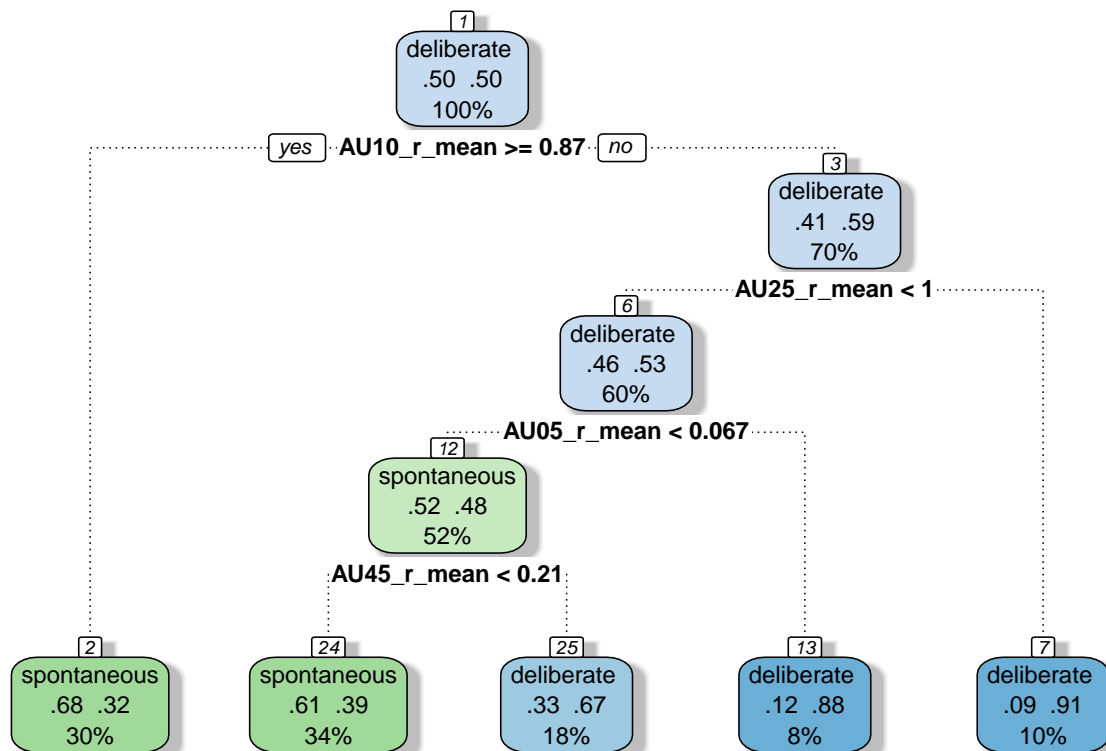 1
deliberate
.50 .50
100%
yes AU10_r_mean >= 0.87 no
3
deliberate
.41 .59
70%
AU25_r_mean < 1
6
deliberate
.46 .53
60%
AU05_r_mean < 0.067
12
spontaneous
.52 .48
52%
AU45_r_mean < 0.21
2
spontaneous
.68 .32
30%
24
spontaneous
.61 .39
34%
25
deliberate
.33 .67
18%
13
deliberate
.12 .88
8%
7
deliberate
.09 .91
10%